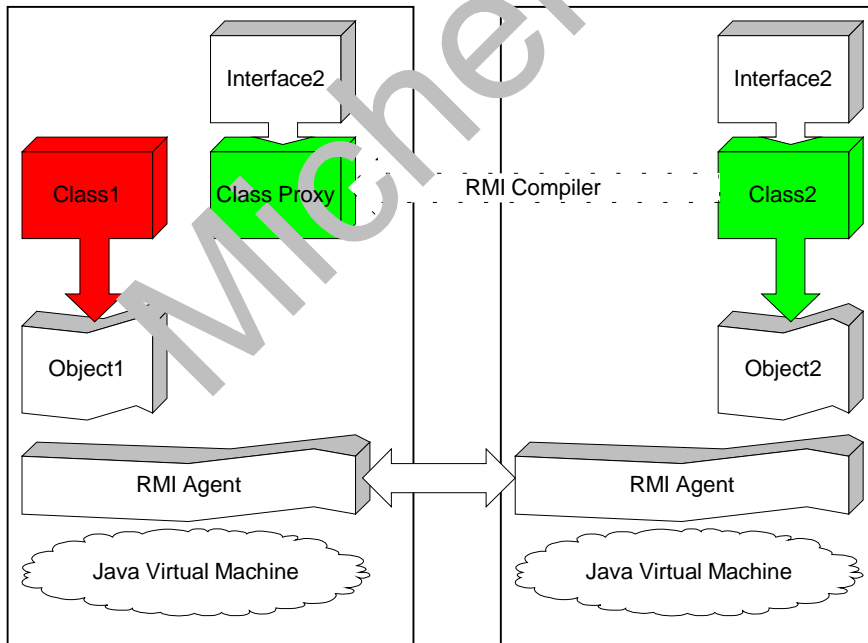 Interface2
Interface2
Class1
Class Proxy
RMI Compiler
Class2
Object1
Object2
RMI Agent
RMI Agent
Java Virtual Machine
Java Virtual Machine